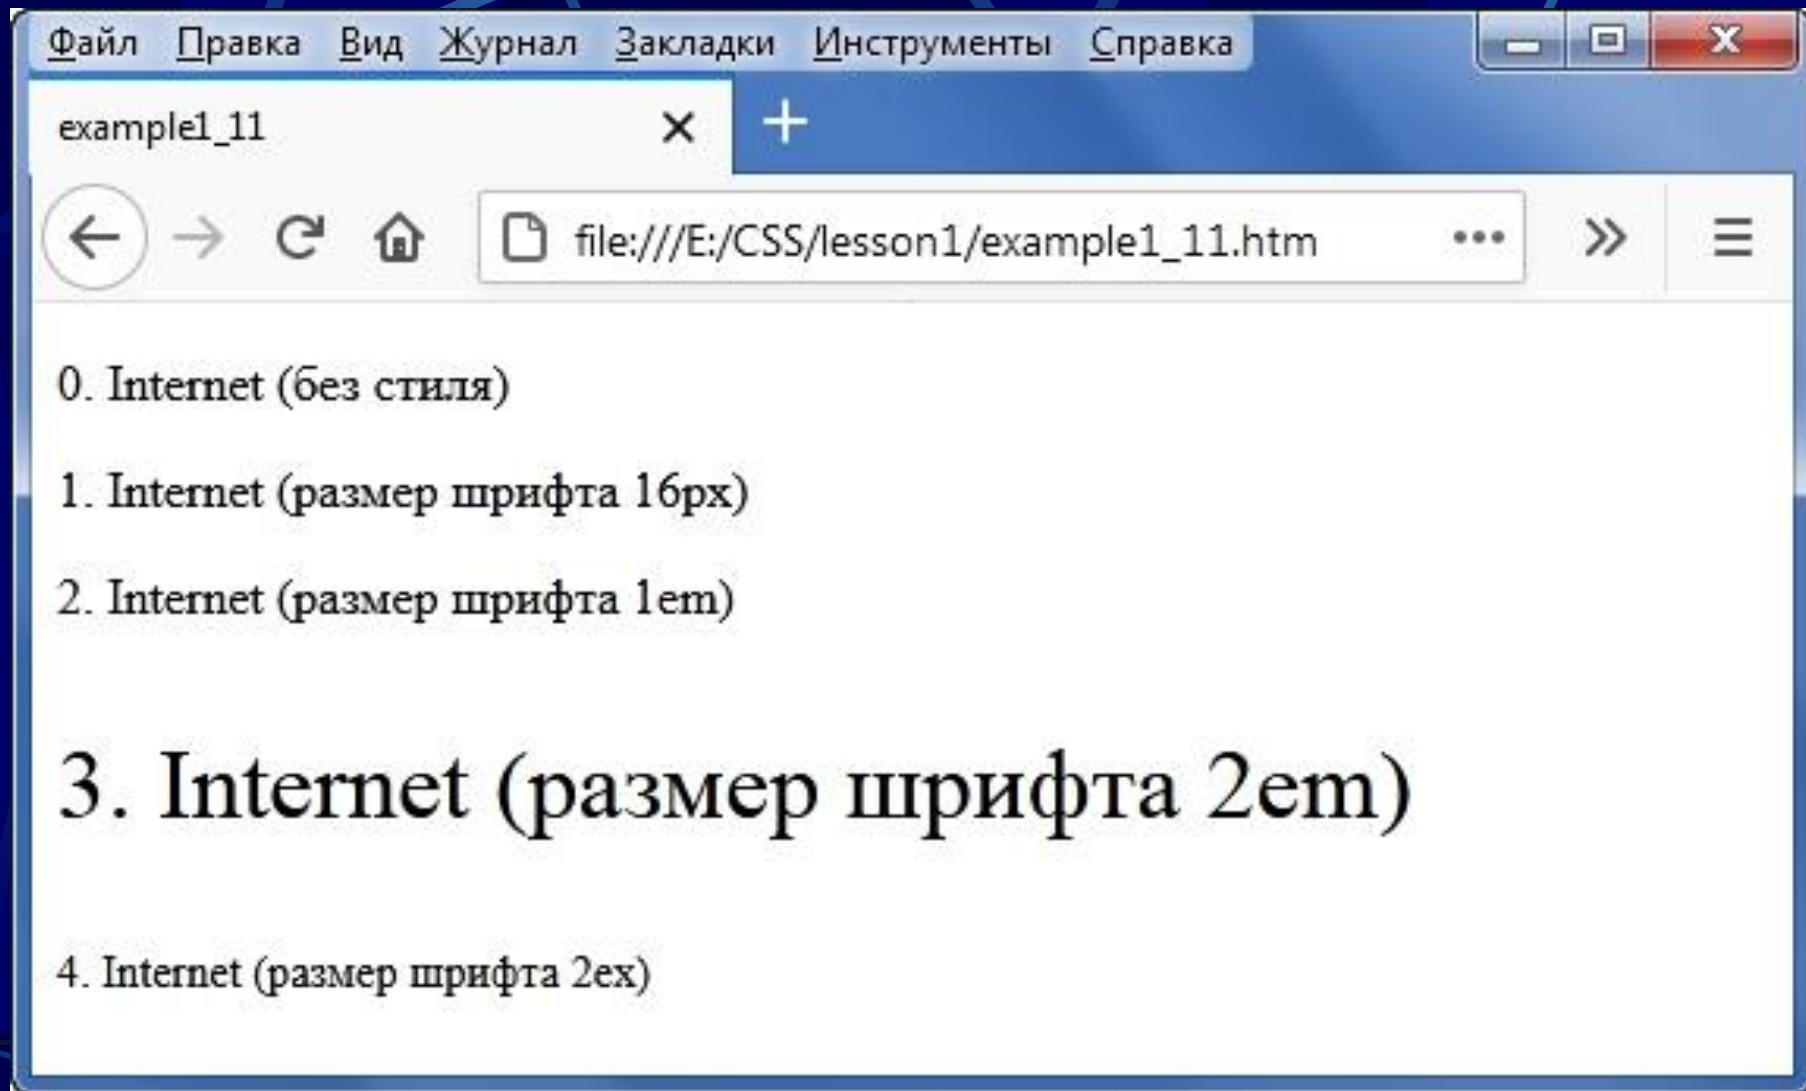 Файл Правка Вид Журнал Закладки Инструменты Справка
example1_11
file:///E:/CSS/lesson1/example1_11.htm
0. Internet (без стиля)
1. Internet (размер шрифта 16px)
2. Internet (размер шрифта 1em)
3. Internet (размер шрифта 2em)
4. Internet (размер шрифта 2ex)